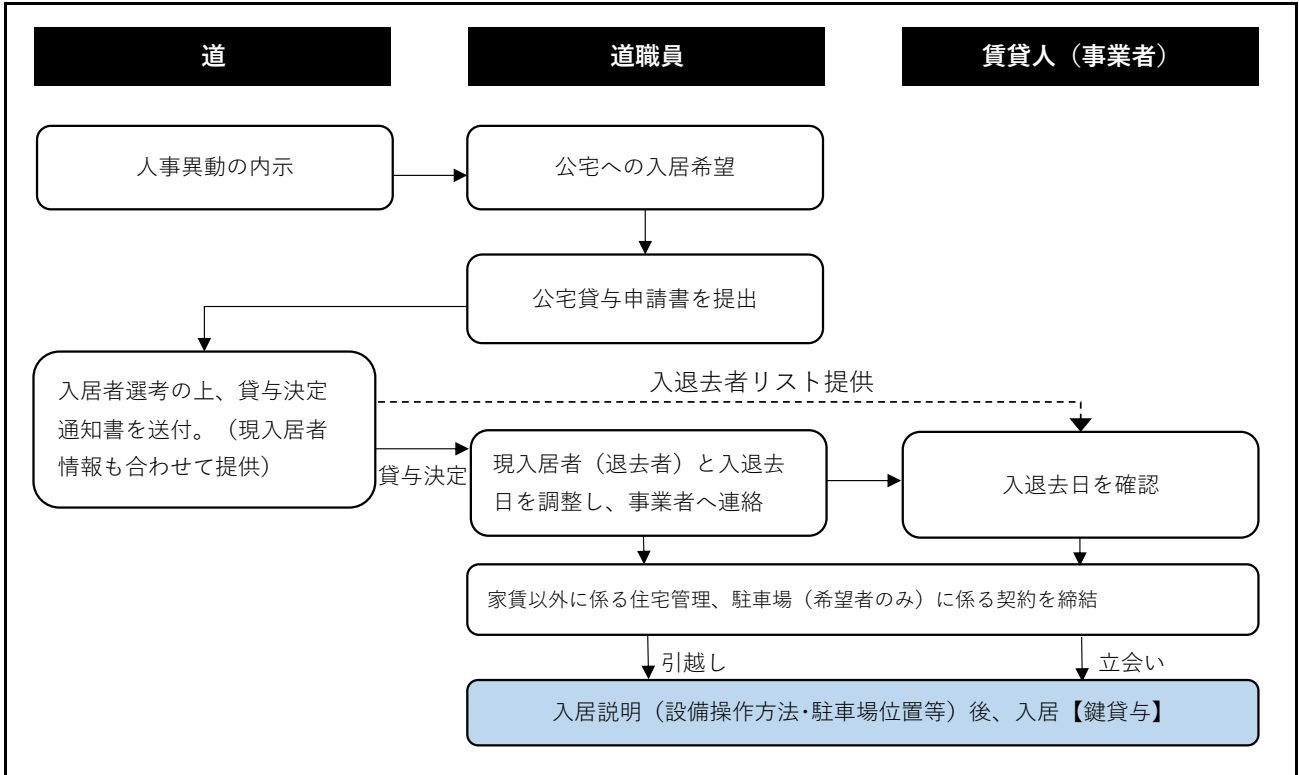 道
道職員
賃貸人（事業者）
人事異動の内示
公宅への入居希望
公宅貸与申請書を提出
入居者選考の上、貸与決定
通知書を送付。（現入居者
情報も合わせて提供）
入退去者リスト提供
貸与決定
現入居者（退去者）と入退去
日を調整し、事業者へ連絡
入退去日を確認
家賃以外に係る住宅管理、駐車場（希望者のみ）に係る契約を締結
引越し
立会い
入居説明（設備操作方法･駐車場位置等）後、入居【鍵貸与】